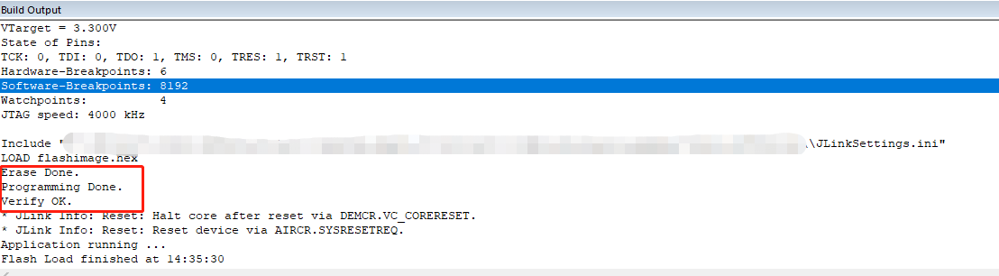 Build Output
VTarget = 3.300V
State of Pins:
TCK: 0, TDI: 0, TDO: 1, TMS: 0, TRES: 1, TRST: 1
Hardware-Breakpoints: 6
Software-Breakpoints: 8192
Watchpoints: 4
JTAG speed: 4000 kHz
Include "\\JLinkSettings.ini"
LOAD flashimage.hex
Erase Done.
Programming Done.
Verify OK.
* JLink Info: Reset: Halt core after reset via DEMCR.VC_CORERESET.
* JLink Info: Reset: Reset device via AIRCR.SYSRESETREQ.
Application running ...
Flash Load finished at 14:35:30